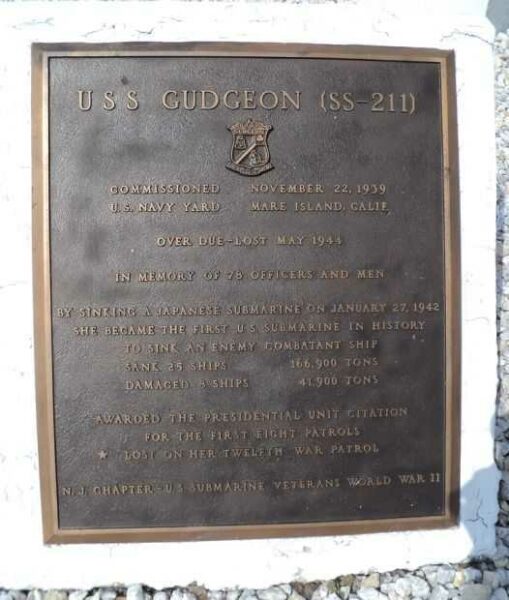 USS GUDGEON (SS-211)
COMMISSIONED NOVEMBER 22, 1939
U.S. NAVY YARD MARE ISLAND, CALIF.
OVER DUE-LOST MAY 1944
IN MEMORY OF 78 OFFICERS AND MEN
BY SINKING A JAPANESE SUBMARINE ON JANUARY 27, 1942
SHE BECAME THE FIRST U.S. SUBMARINE IN HISTORY
TO SINK AN ENEMY COMBATANT SHIP
SANK 25 SHIPS 166,900 TONS
DAMAGED 8 SHIPS 41,900 TONS
AWARDED THE PRESIDENTIAL UNIT CITATION
FOR THE FIRST EIGHT PATROLS
★ LOST ON HER TWELFTH WAR PATROL
N.J. CHAPTER-U.S. SUBMARINE VETERANS WORLD WAR II